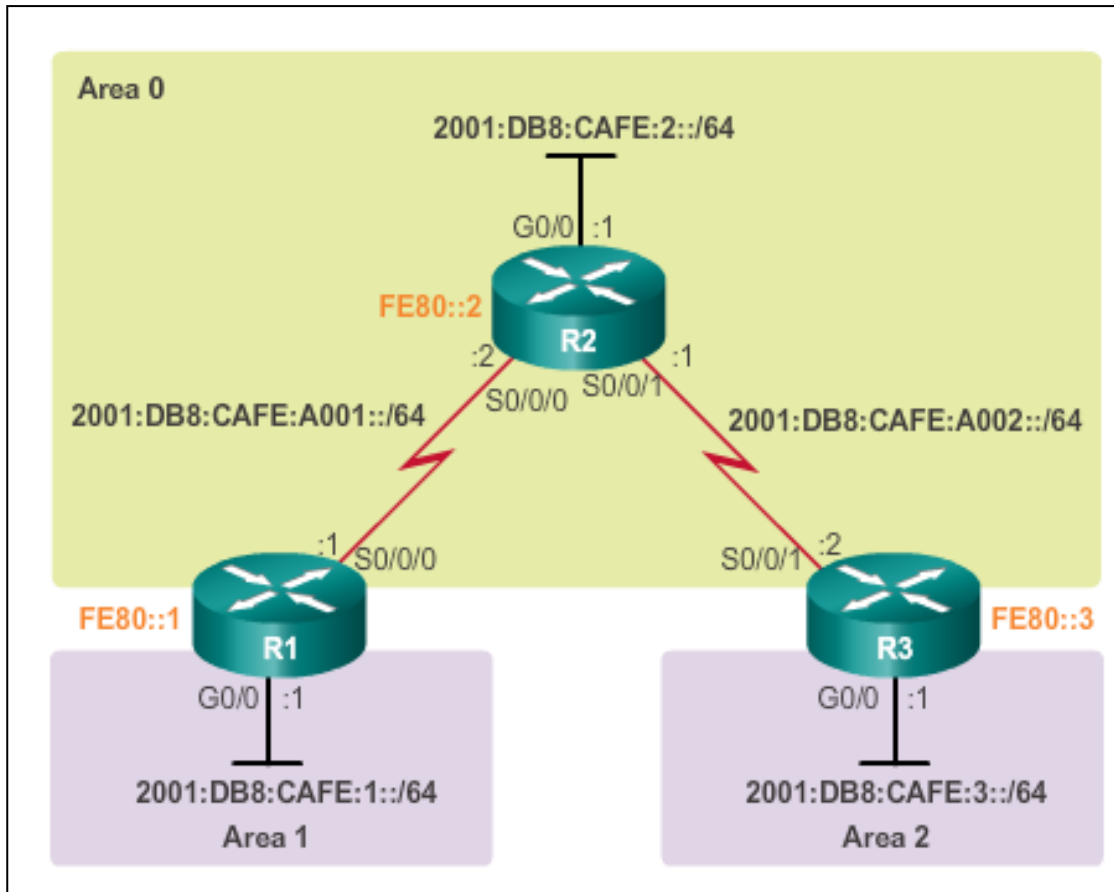 Area 0
2001:DB8:CAFE:2::/64
G0/0 :1
FE80::2
R2
:2
:1
S0/0/0
S0/0/1
2001:DB8:CAFE:A001::/64
2001:DB8:CAFE:A002::/64
:1
S0/0/0
S0/0/1
:2
FE80::1
R1
R3
FE80::3
G0/0 :1
G0/0 :1
2001:DB8:CAFE:1::/64
2001:DB8:CAFE:3::/64
Area 1
Area 2